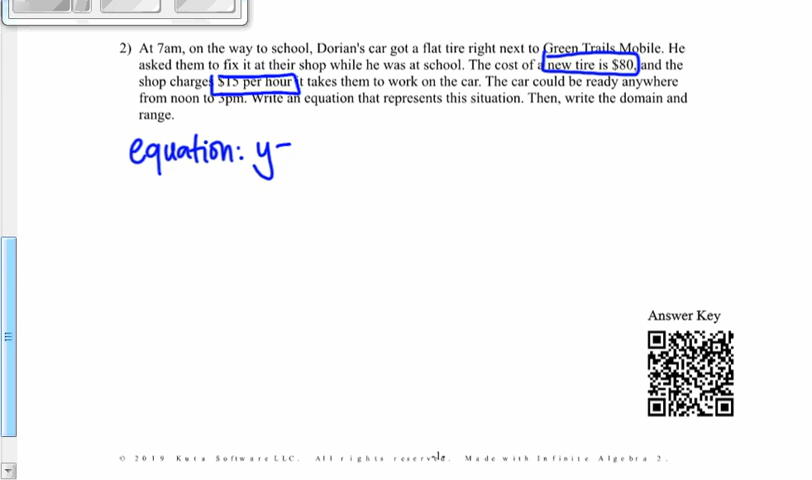 2) At 7am, on the way to school, Dorian's car got a flat tire right next to Green Trails Mobile. He
asked them to fix it at their shop while he was at school. The cost of a new tire is $80, and the
shop charges $15 per hour it takes them to work on the car. The car could be ready anywhere
from noon to 3pm. Write an equation that represents this situation. Then, write the domain and
range.
equation: y-
Answer Key
© 2019 Kuta Software LLC. All rights reserved. Made with Infinite Algebra 2.